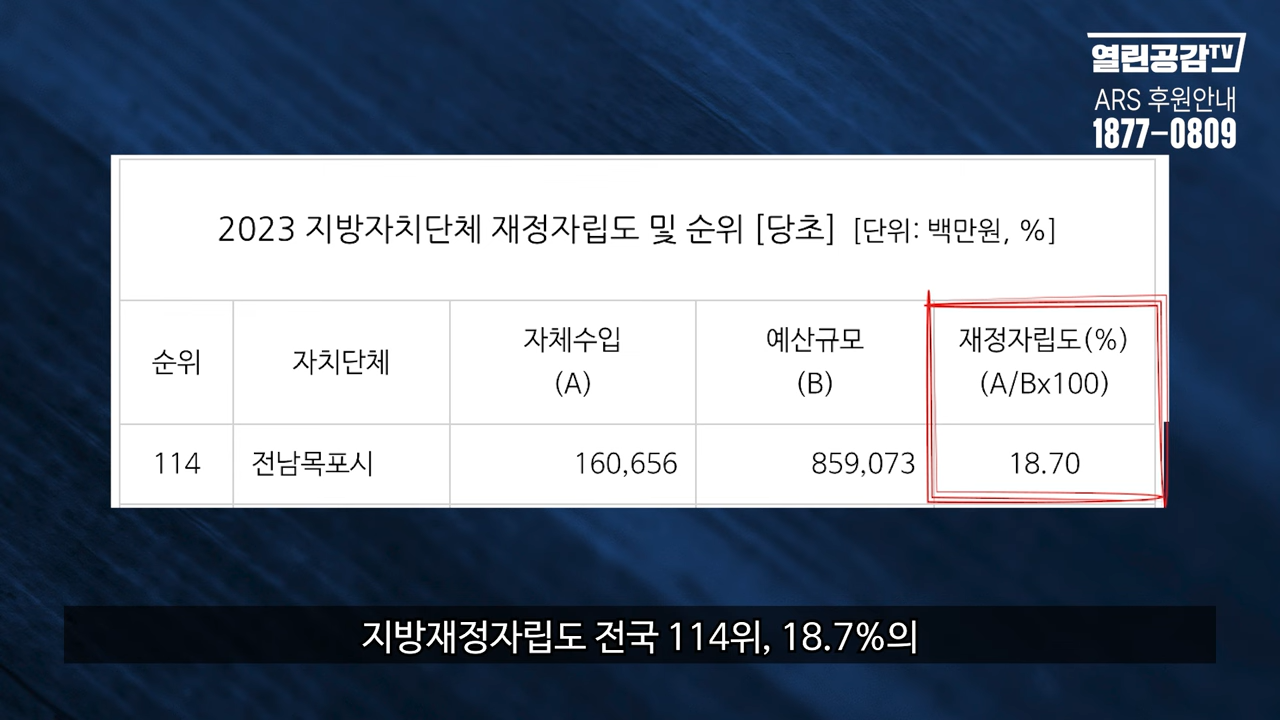 열린공감TV
ARS 후원안내
1877-0809
2023 지방자치단체 재정자립도 및 순위 [당초] [단위: 백만원, %]
순위
자치단체
자체수입
(A)
예산규모
(B)
재정자립도(%)
(A/Bx100)
114
전남목포시
160,656
859,073
18.70
지방재정자립도 전국 114위, 18.7%의